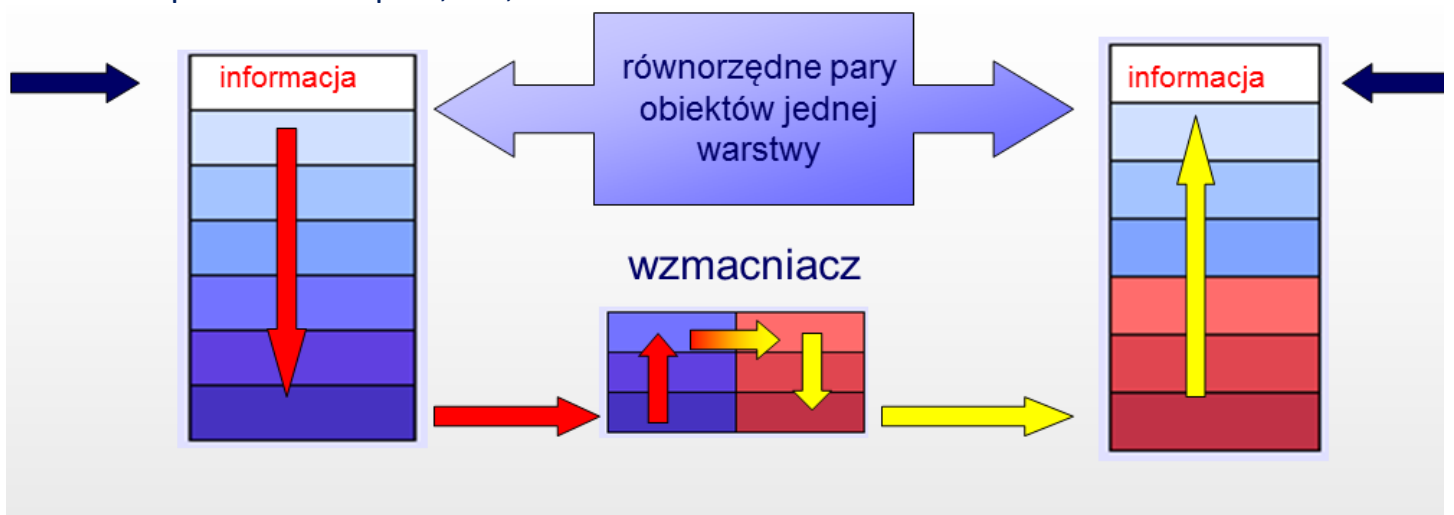 informacja
równorzędne pary
obiektów jednej
warstwy
informacja
wzmacniacz